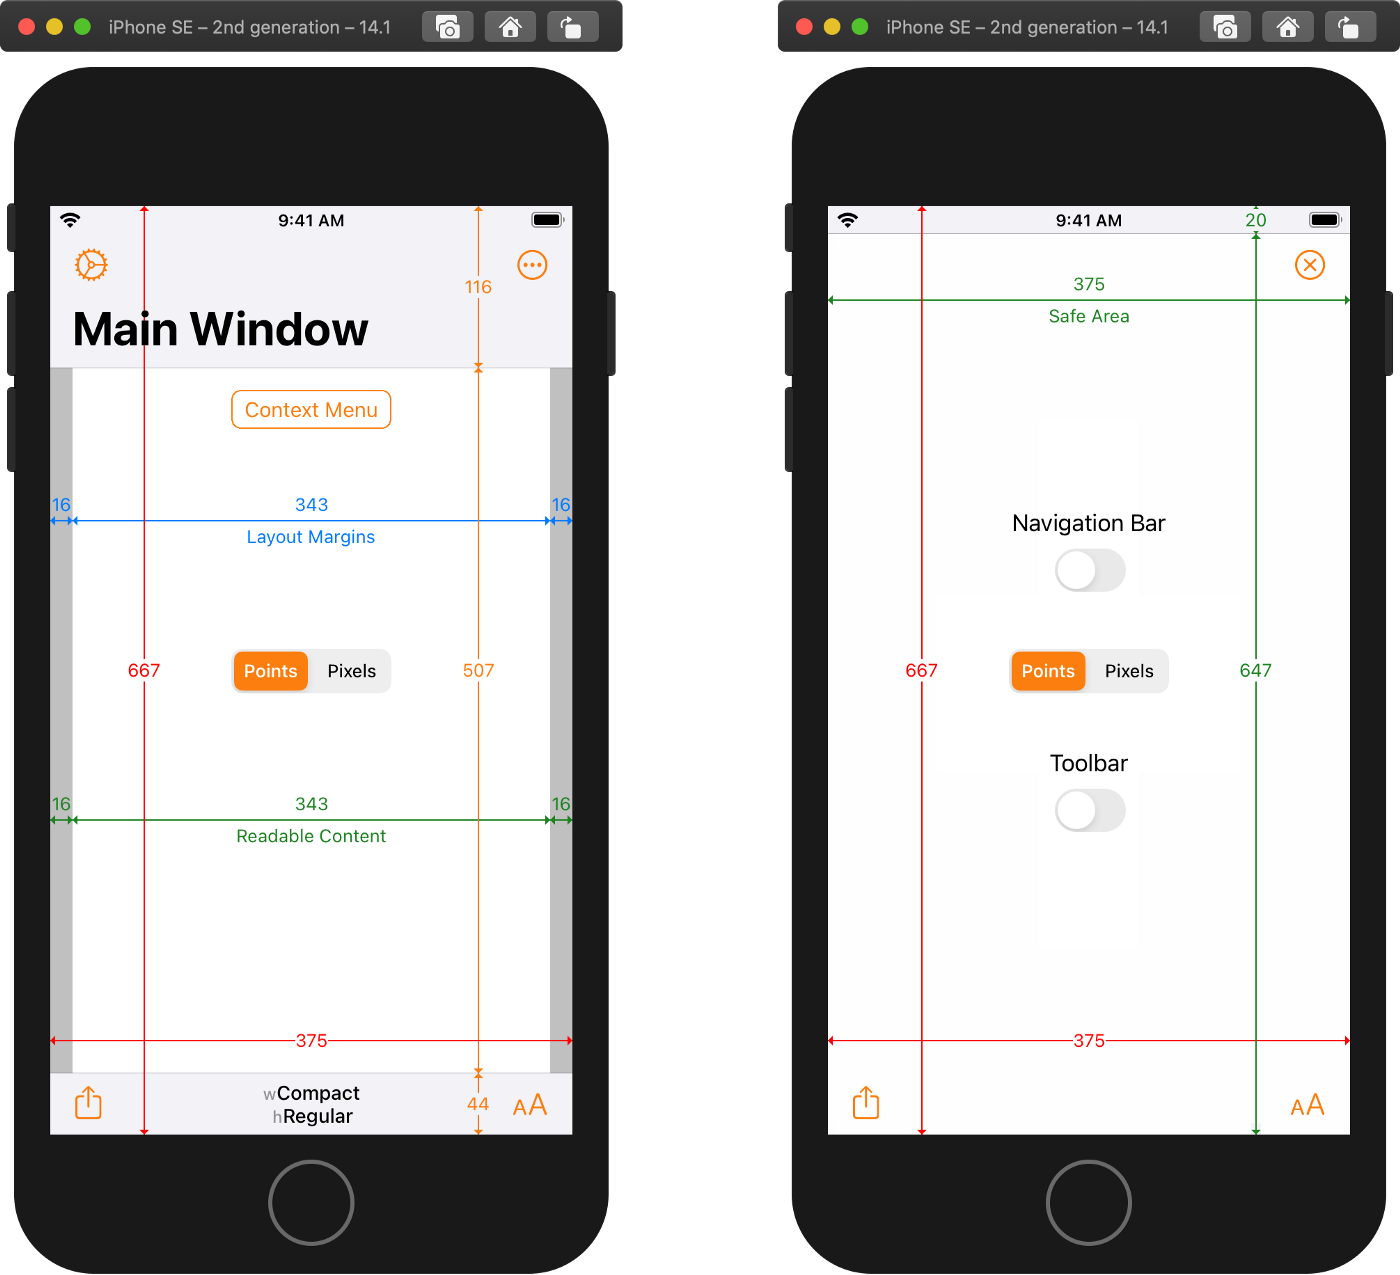 iPhone SE – 2nd generation – 14.1
9:41 AM
116
Main Window
Context Menu
16
343
16
Layout Margins
667
Points
Pixels
507
16
343
16
Readable Content
375
wCompact
hRegular
44
AA
iPhone SE – 2nd generation – 14.1
9:41 AM
20
375
Safe Area
Navigation Bar
667
Points
Pixels
647
Toolbar
375
AA